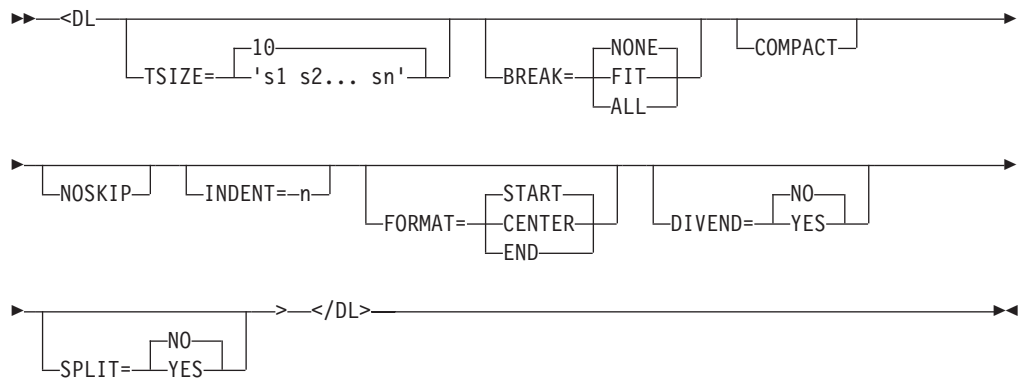 <DL
10
TSIZE= 's1 s2... sn'
NONE
BREAK= FIT
ALL
COMPACT
NOSKIP
INDENT= n
START
FORMAT= CENTER
END
NO
DIVEND= YES
> </DL>
NO
SPLIT= YES